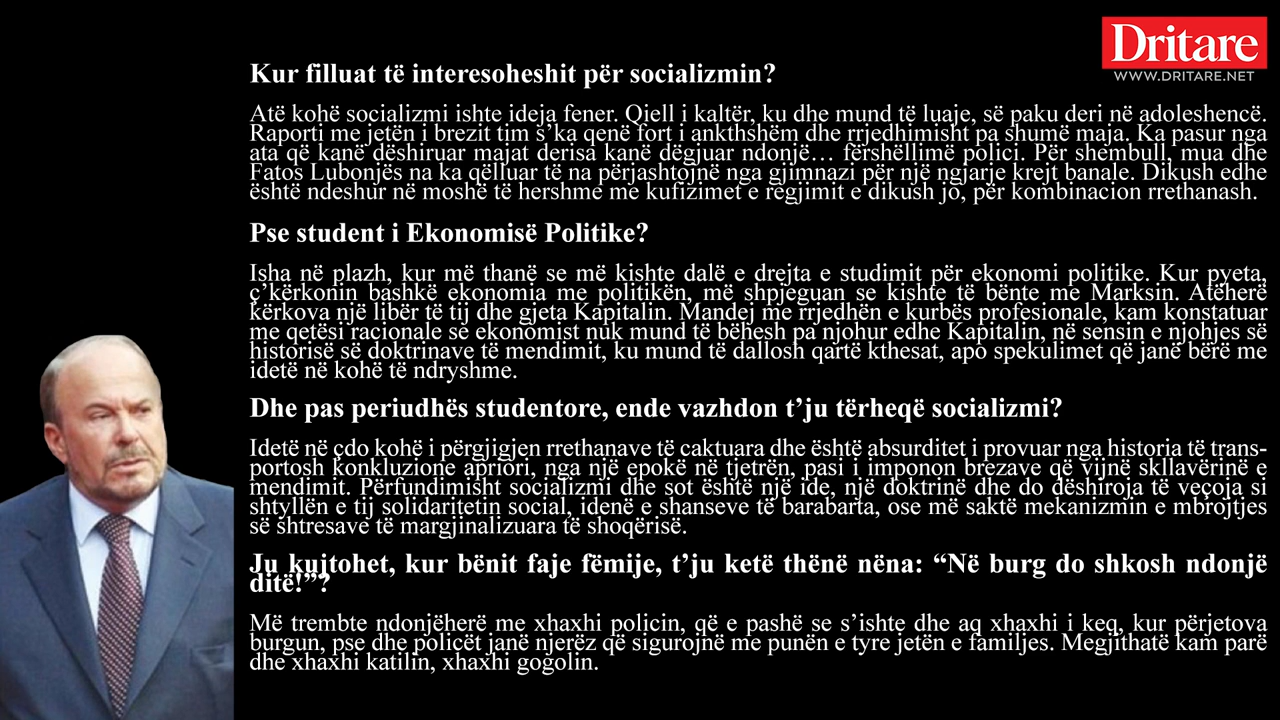 Dritare
WWW.DRITARE.NET
Kur filluat të interesoheshit për socializmin?
Atë kohë socializmi ishte ideja fener. Qiell i kaltër, ku dhe mund të luaje, së paku deri në adoleshencë.
Raporti me jetën i brezit tim s’ka qenë fort i ankthshëm dhe rrjedhimisht pa shumë maja. Ka pasur nga
ata që kanë dëshiruar majat derisa kanë dëgjuar ndonjë… fërshëllimë polici. Për shembull, mua dhe
Fatos Lubonjës na ka qëlluar të na përjashtojnë nga gjimnazi për një ngjarje krejt banale. Dikush edhe
është ndeshur në moshë të hershme me kufizimet e regjimit e dikush jo, për kombinacion rrethanash.
Pse student i Ekonomisë Politike?
Isha në plazh, kur më thanë se më kishte dalë e drejta e studimit për ekonomi politike. Kur pyeta,
ç’kërkonin bashkë ekonomia me politikën, më shpjeguan se kishte të bënte me Marksin. Atëherë
kërkova një libër të tij dhe gjeta Kapitalin. Mandej me rrjedhën e kurbës profesionale, kam konstatuar
me qetësi racionale se ekonomist nuk mund të bëhesh pa njohur edhe Kapitalin, në sensin e njohjes së
historisë së doktrinave të mendimit, ku mund të dallosh qartë kthesat, apo spekulimet që janë bërë me
idetë në kohë të ndryshme.
Dhe pas periudhës studentore, ende vazhdon t’ju tërheqë socializmi?
Idetë në çdo kohë i përgjigjen rrethanave të caktuara dhe është absurditet i provuar nga historia të trans-
portosh konkluzione apriori, nga një epokë në tjetrën, pasi i imponon brezave që vijnë skllavërinë e
mendimit. Përfundimisht socializmi dhe sot është një ide, një doktrinë dhe do dëshiroja të veçoja si
shtyllën e tij solidaritetin social, idenë e shanseve të barabarta, ose më saktë mekanizmin e mbrojtjes
së shtresave të margjinalizuara të shoqërisë.
Ju kujtohet, kur bënit faje fëmije, t’ju ketë thënë nëna: “Në burg do shkosh ndonjë
ditë!”?
Më trembte ndonjëherë me xhaxhi policin, që e pashë se s’ishte dhe aq xhaxhi i keq, kur përjetova
burgun, pse dhe policët janë njerëz që sigurojnë me punën e tyre jetën e familjes. Megjithatë kam parë
dhe xhaxhi katilin, xhaxhi gogolin.